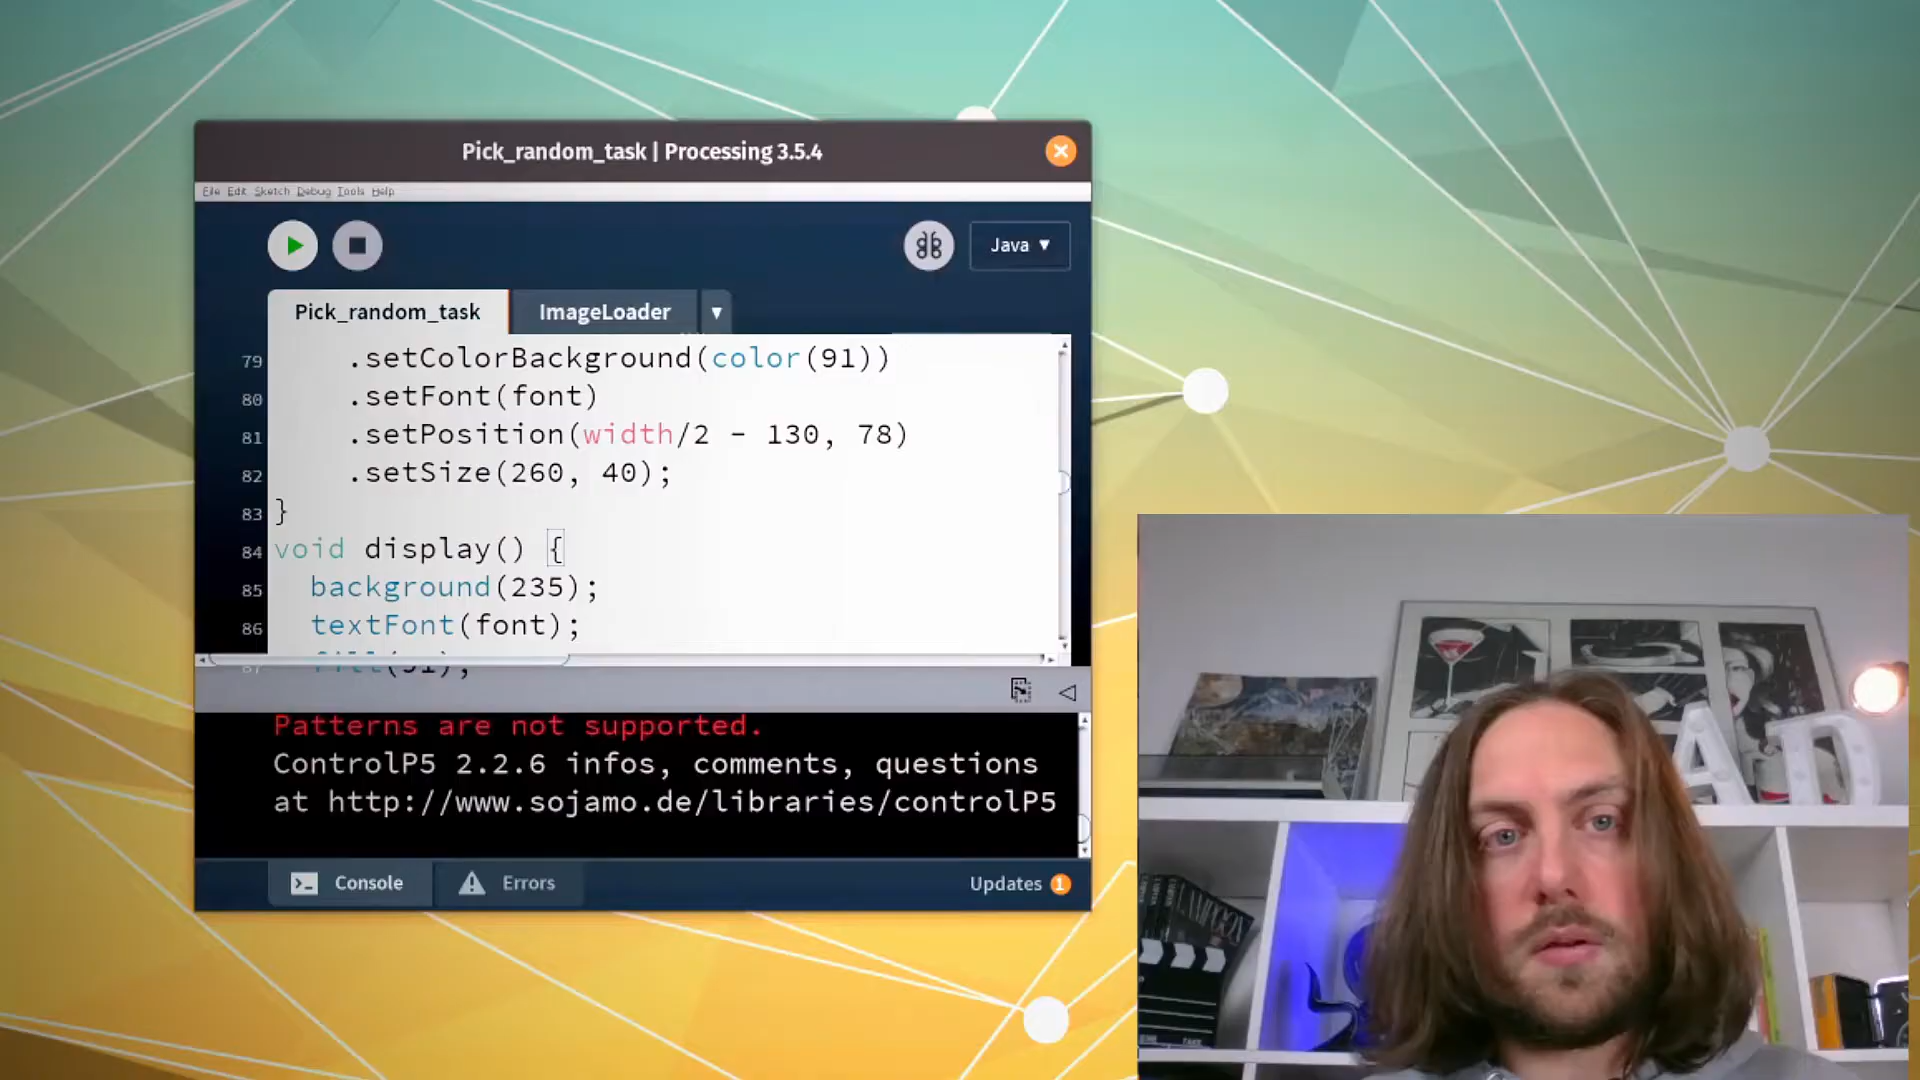 Pick_random_task | Processing 3.5.4
File Edit Sketch Debug Tools Help
Java ▼
Pick_random_task ImageLoader ▼
79 .setColorBackground(color(91))
80 .setFont(font)
81 .setPosition(width/2 - 130, 78)
82 .setSize(260, 40);
83 }
84 void display() {
85 background(235);
86 textFont(font);
87 fill(91);
Patterns are not supported.
ControlP5 2.2.6 infos, comments, questions
at http://www.sojamo.de/libraries/controlP5
Console Errors Updates 1
A D